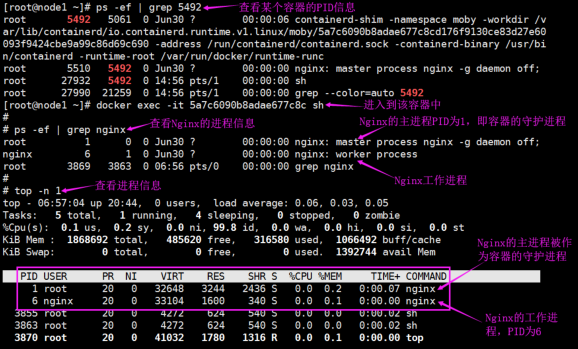 [root@node1 ~]# ps -ef | grep 5492 查看某个容器的PID信息
root 5492 5061 0 Jun30 ? 00:00:06 containerd-shim -namespace moby -workdir /v
ar/lib/containerd/io.containerd.runtime.v1.linux/moby/5a7c6090b8adae677c8cd176f9130ce83d27e60
093f9424cbe9a99c86d69c690 -address /run/containerd/containerd.sock -containerd-binary /usr/bi
n/containerd -runtime-root /var/run/docker/runtime-runc
root 5510 5492 0 Jun30 ? 00:00:00 nginx: master process nginx -g daemon off;
root 27932 5492 0 14:56 pts/1 00:00:00 sh
root 27990 21259 0 14:56 pts/1 00:00:00 grep --color=auto 5492
[root@node1 ~]# docker exec -it 5a7c6090b8adae677c8c sh 进入到该容器中
#
# ps -ef | grep nginx 查看Nginx的进程信息 Nginx的主进程PID为1，即容器的守护进程
root 1 0 0 Jun30 ? 00:00:00 nginx: master process nginx -g daemon off;
nginx 6 1 0 Jun30 ? 00:00:00 nginx: worker process
root 3869 3863 0 06:56 pts/0 00:00:00 grep nginx
# Nginx工作进程
# top -n 1 查看进程信息
top - 06:57:04 up 20:44, 0 users, load average: 0.06, 0.03, 0.05
Tasks: 5 total, 1 running, 4 sleeping, 0 stopped, 0 zombie
%Cpu(s): 0.1 us, 0.2 sy, 0.0 ni, 99.8 id, 0.0 wa, 0.0 hi, 0.0 si, 0.0 st
KiB Mem : 1868692 total, 485620 free, 316580 used, 1066492 buff/cache
KiB Swap: 0 total, 0 free, 0 used. 1392744 avail Mem
Nginx的主进程被作
为容器的守护进程
PID USER PR NI VIRT RES SHR S %CPU %MEM TIME+ COMMAND
1 root 20 0 32648 3244 2436 S 0.0 0.2 0:00.07 nginx
6 nginx 20 0 33104 1600 340 S 0.0 0.1 0:00.00 nginx
3855 root 20 0 4272 624 540 S 0.0 0.0 0:00.02 sh
3863 root 20 0 4272 624 540 S 0.0 0.0 0:00.02 sh
3870 root 20 0 41032 1780 1316 R 0.0 0.1 0:00.00 top
Nginx的工作进
程，PID为6